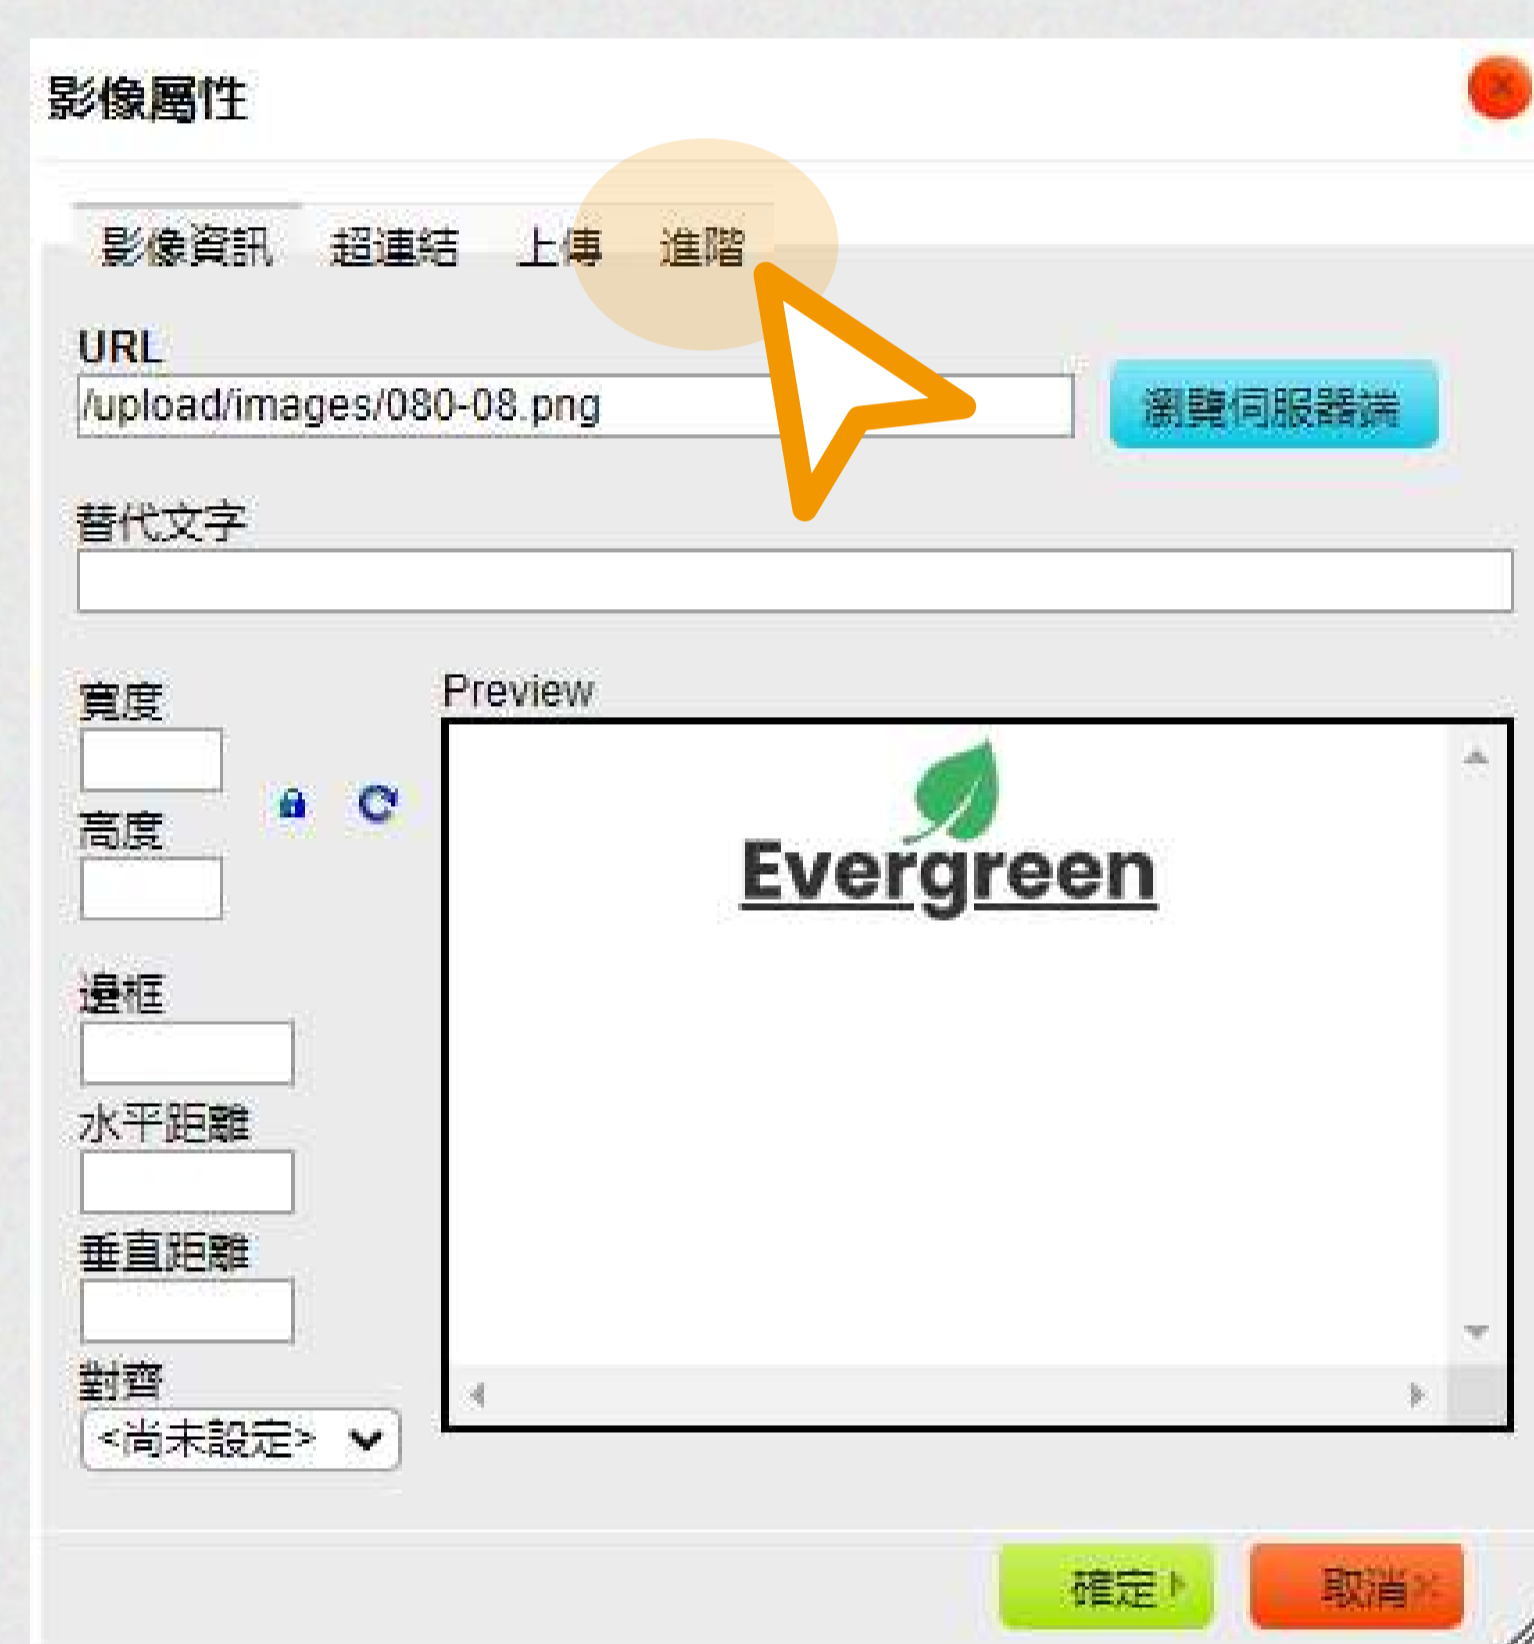 影像屬性
影像資訊 超連結 上傳 進階
URL
/upload/images/080-08.png
瀏覽伺服器端
替代文字
寬度
Preview
高度
Evergreen
邊框
水平距離
垂直距離
對齊
<尚未設定>
確定
取消